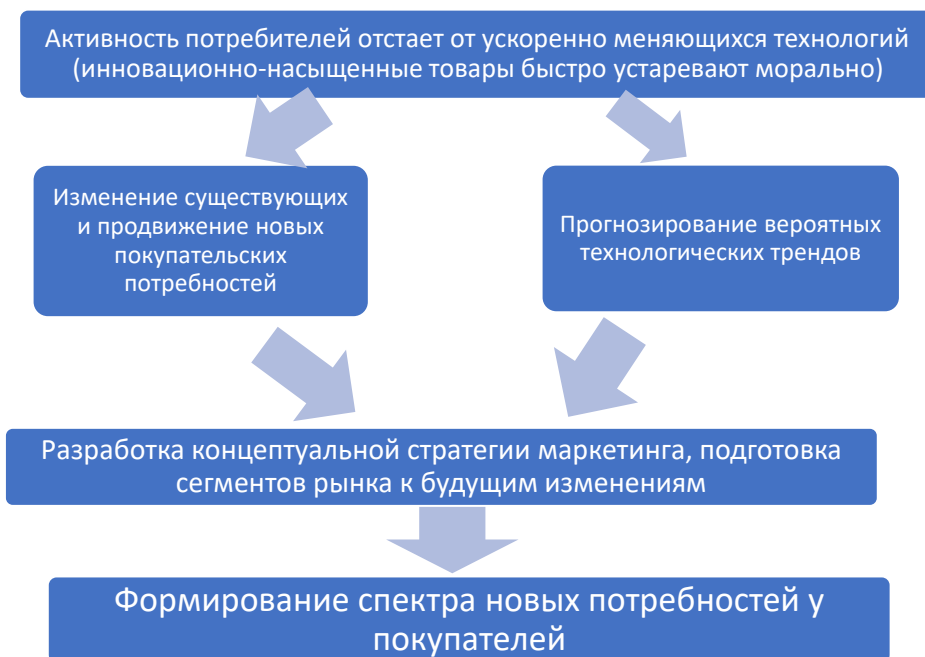 Активность потребителей отстает от ускоренно меняющихся технологий
(инновационно-насыщенные товары быстро устаревают морально)
Изменение существующих
и продвижение новых
покупательских
потребностей
Прогнозирование вероятных
технологических трендов
Разработка концептуальной стратегии маркетинга, подготовка
сегментов рынка к будущим изменениям
Формирование спектра новых потребностей у
покупателей